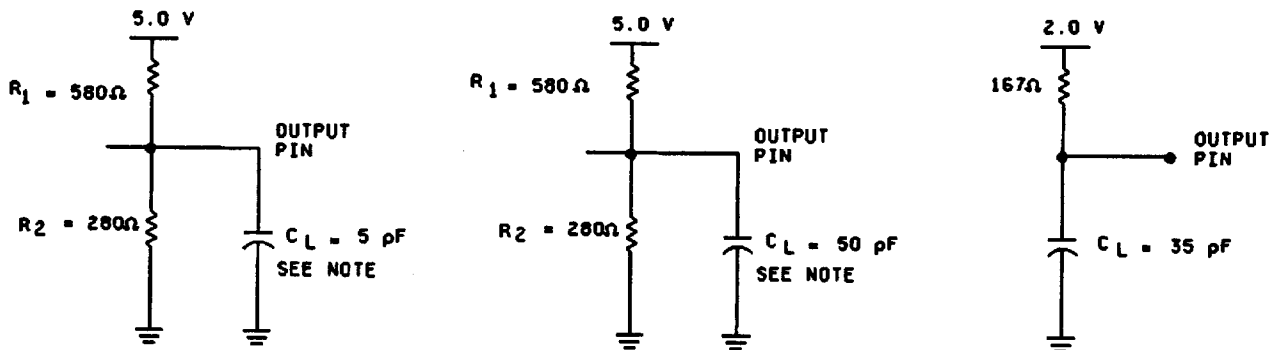 5.0 V
R1 = 580Ω
OUTPUT
PIN
R2 = 280Ω
CL = 5 pF
SEE NOTE
5.0 V
R1 = 580Ω
OUTPUT
PIN
R2 = 280Ω
CL = 50 pF
SEE NOTE
2.0 V
167Ω
OUTPUT
PIN
CL = 35 pF